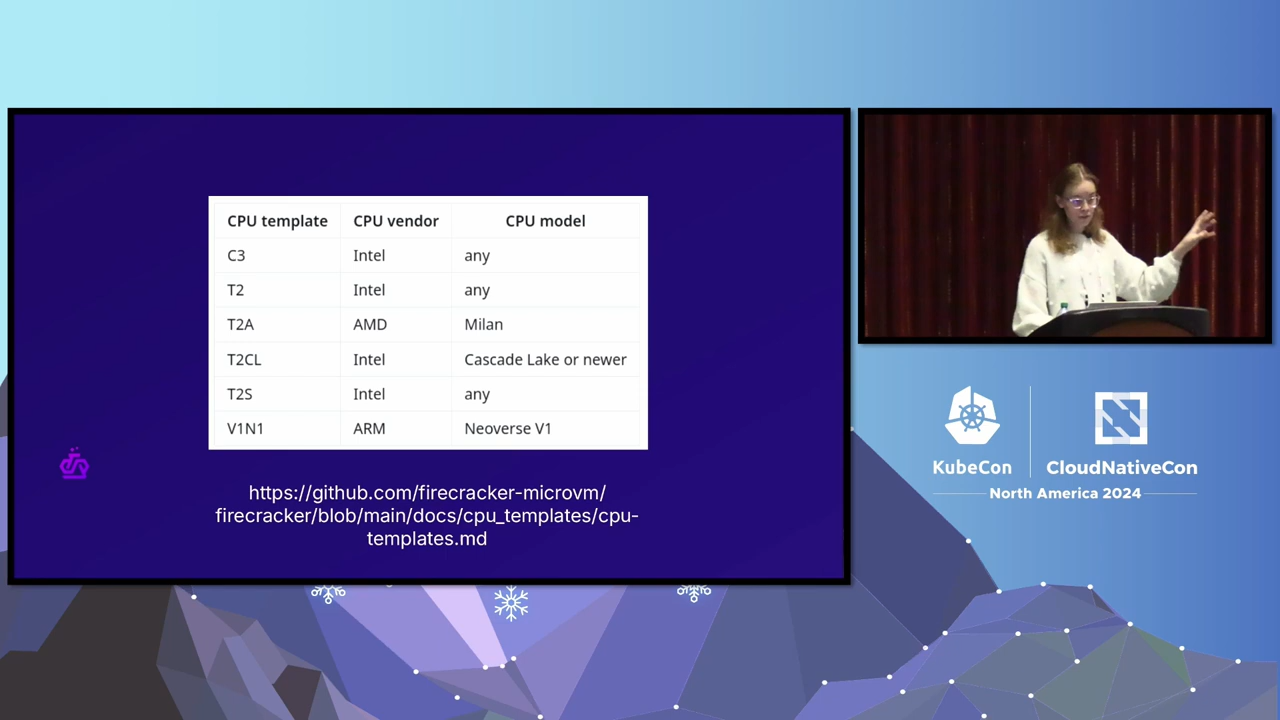 CPU template CPU vendor CPU model
C3 Intel any
T2 Intel any
T2A AMD Milan
T2CL Intel Cascade Lake or newer
T2S Intel any
V1N1 ARM Neoverse V1
https://github.com/firecracker-microvm/
firecracker/blob/main/docs/cpu_templates/cpu-
templates.md
KubeCon CloudNativeCon
North America 2024